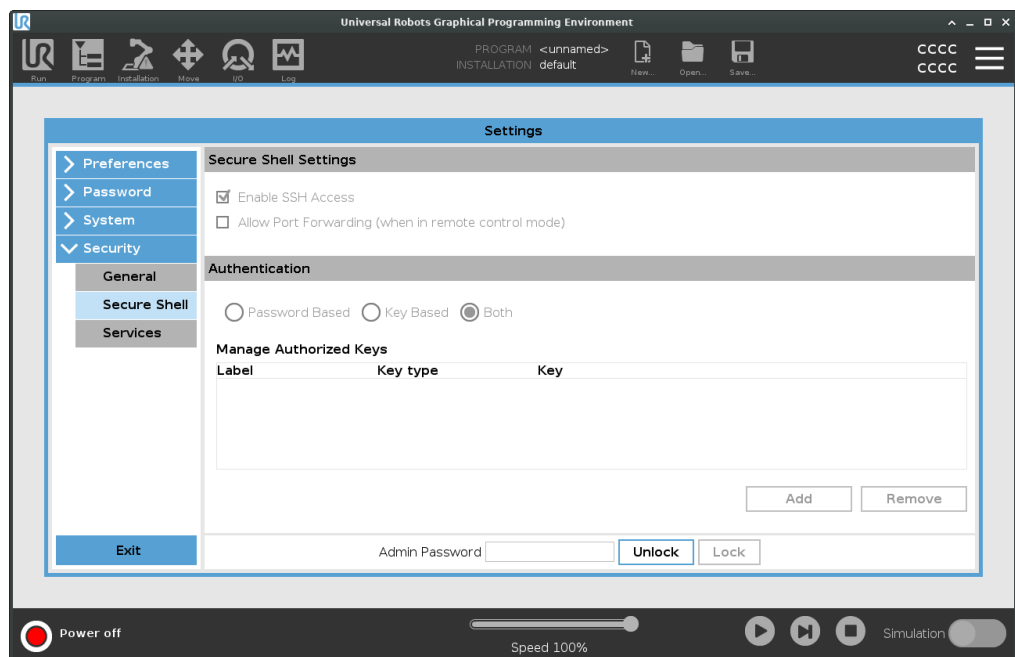 UR
Universal Robots Graphical Programming Environment
UR
Run
Program
Installation
Move
I/O
Log
PROGRAM <unnamed>
INSTALLATION default
New...
Open...
Save...
CCCC
CCCC
Settings
Preferences
Password
System
Security
General
Secure Shell
Services
Exit
Secure Shell Settings
Enable SSH Access
Allow Port Forwarding (when in remote control mode)
Authentication
Password Based Key Based Both
Manage Authorized Keys
Label Key type Key
Add Remove
Admin Password Unlock Lock
Power off
Speed 100%
Simulation